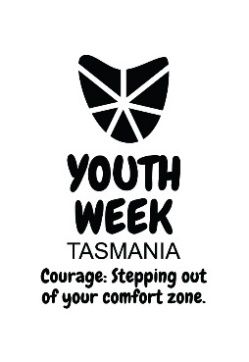 YOUTH
WEEK
TASMANIA
Courage: Stepping out
of your comfort zone.